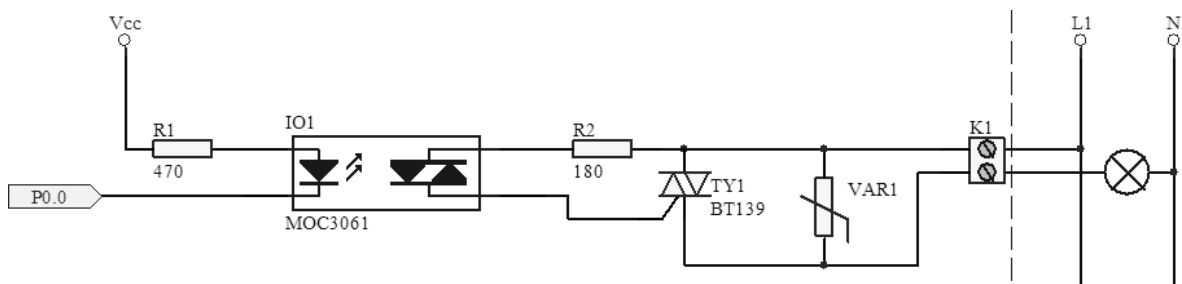 Vcc
L1
N
R1
IO1
R2
K1
470
180
TY1
BT139
VAR1
P0.0
MOC3061